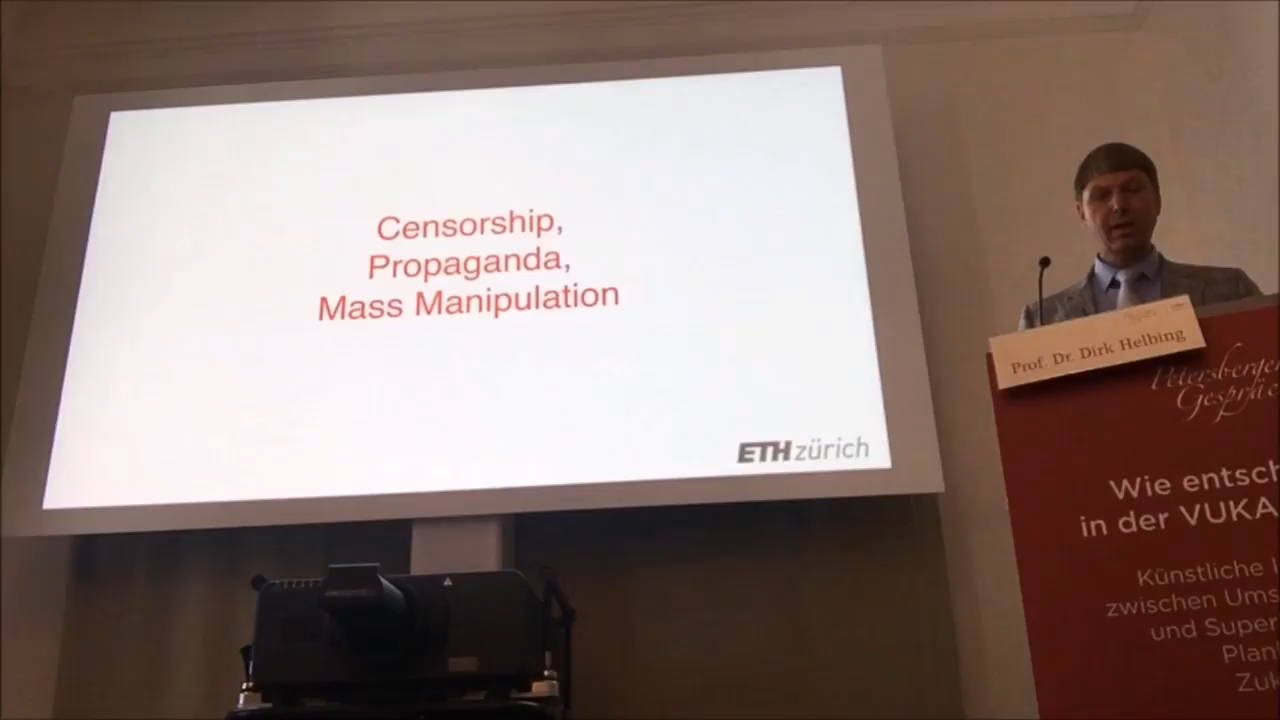 Censorship,
Propaganda,
Mass Manipulation
ETH zürich
Prof. Dr. Dirk Helbing
Petersberger
Gespräc
Wie entsch
in der VUKA
Künstliche I
zwischen Ums
und Super
Plan
Zuk